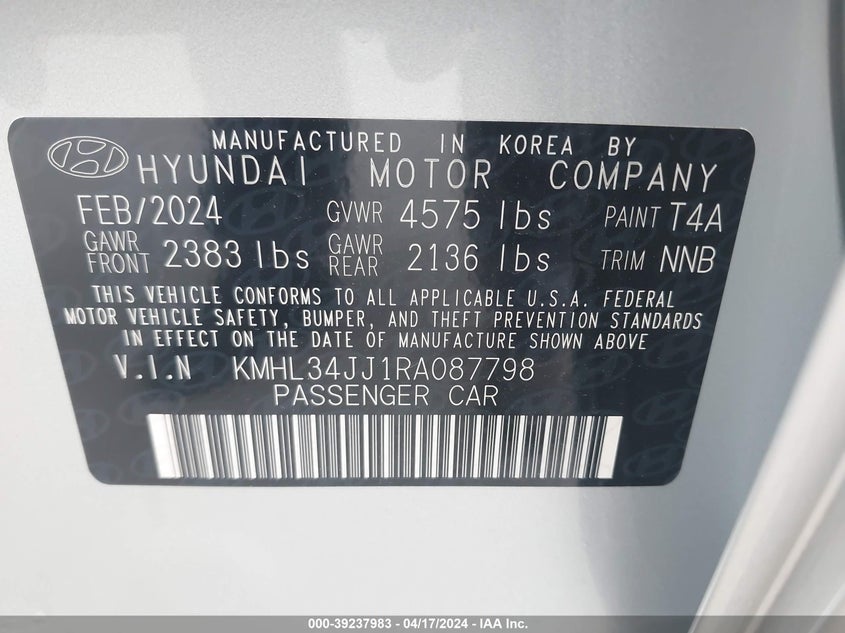 MANUFACTURED IN KOREA BY
HYUNDAI MOTOR COMPANY
FEB/2024 GVWR 4575 lbs PAINT T4A
GAWR FRONT 2383 lbs GAWR REAR 2136 lbs TRIM NNB
THIS VEHICLE CONFORMS TO ALL APPLICABLE U.S.A. FEDERAL
MOTOR VEHICLE SAFETY, BUMPER, AND THEFT PREVENTION STANDARDS
IN EFFECT ON THE DATE OF MANUFACTURE SHOWN ABOVE
V.I.N KMHL34JJ1RA087798
PASSENGER CAR
000-39237983 - 04/17/2024 - IAA Inc.